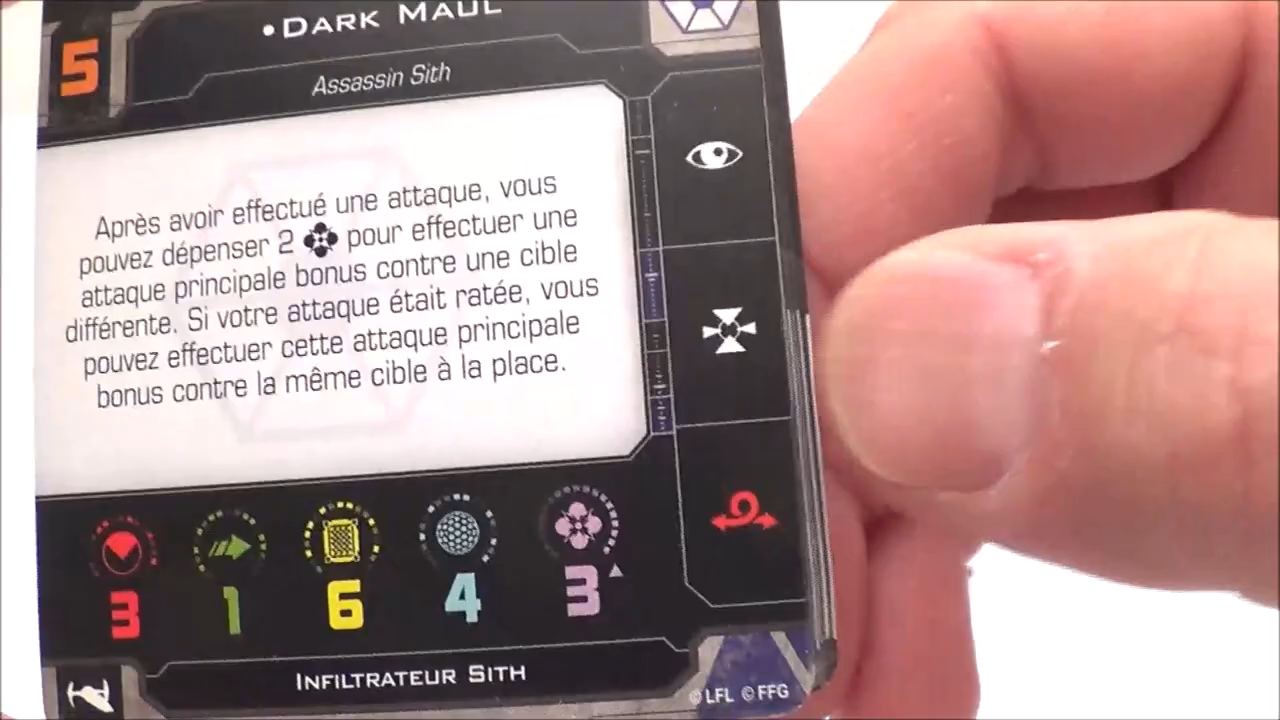 •DARK MAUL
5
Assassin Sith
Après avoir effectué une attaque, vous
pouvez dépenser 2 pour effectuer une
attaque principale bonus contre une cible
différente. Si votre attaque était ratée, vous
pouvez effectuer cette attaque principale
bonus contre la même cible à la place.
3 1 6 4 3
INFILTRATEUR SITH
©LFL ©FFG